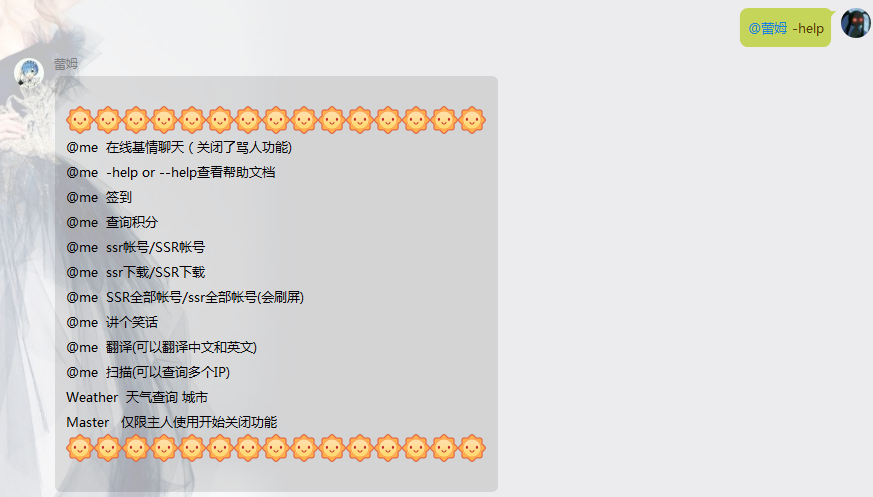 @蕾姆 -help
蕾姆
@me 在线基情聊天（关闭了骂人功能)
@me -help or --help查看帮助文档
@me 签到
@me 查询积分
@me ssr帐号/SSR帐号
@me ssr下载/SSR下载
@me SSR全部帐号/ssr全部帐号(会刷屏)
@me 讲个笑话
@me 翻译(可以翻译中文和英文)
@me 扫描(可以查询多个IP)
Weather 天气查询 城市
Master 仅限主人使用开始关闭功能